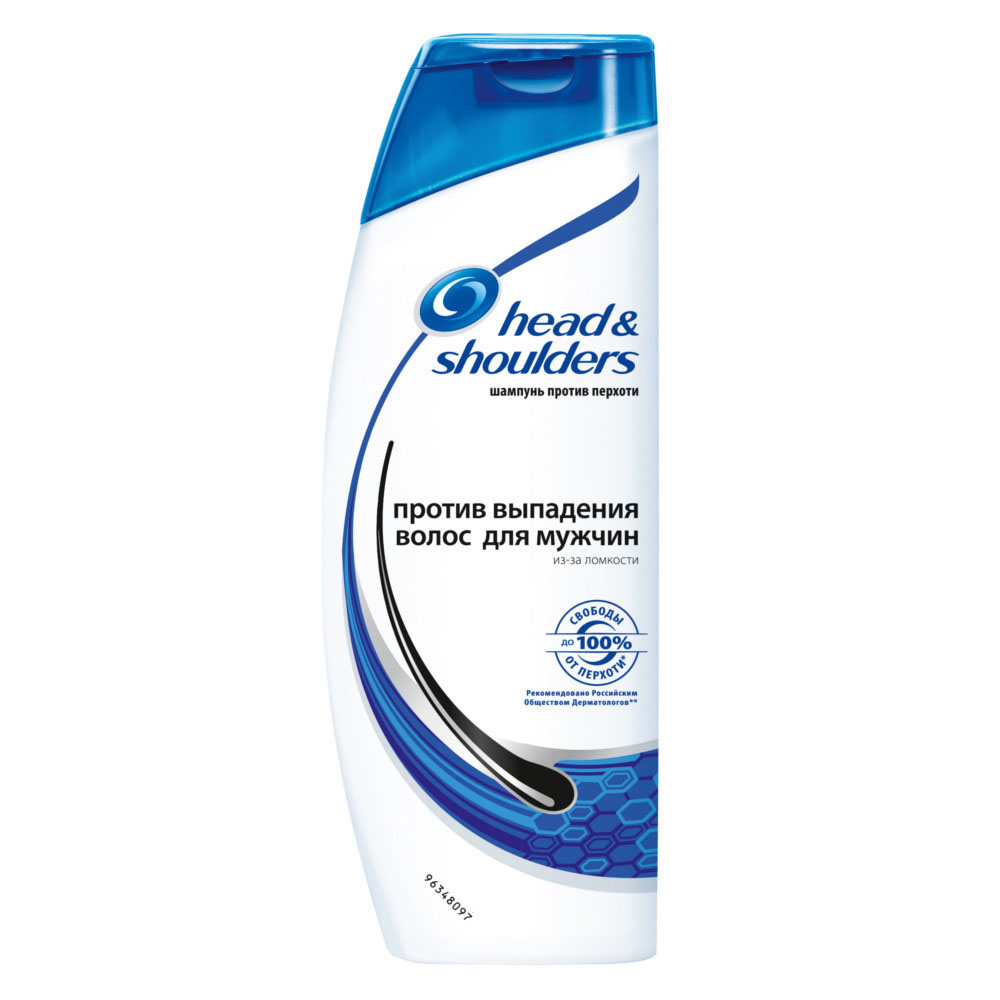 head &
shoulders
шампунь против перхоти
против выпадения
волос для мужчин
из-за ломкости
СВОБОДЫ
до 100%
ОТ ПЕРХОТИ*
Рекомендовано Российским
Обществом Дерматологов**
96348097